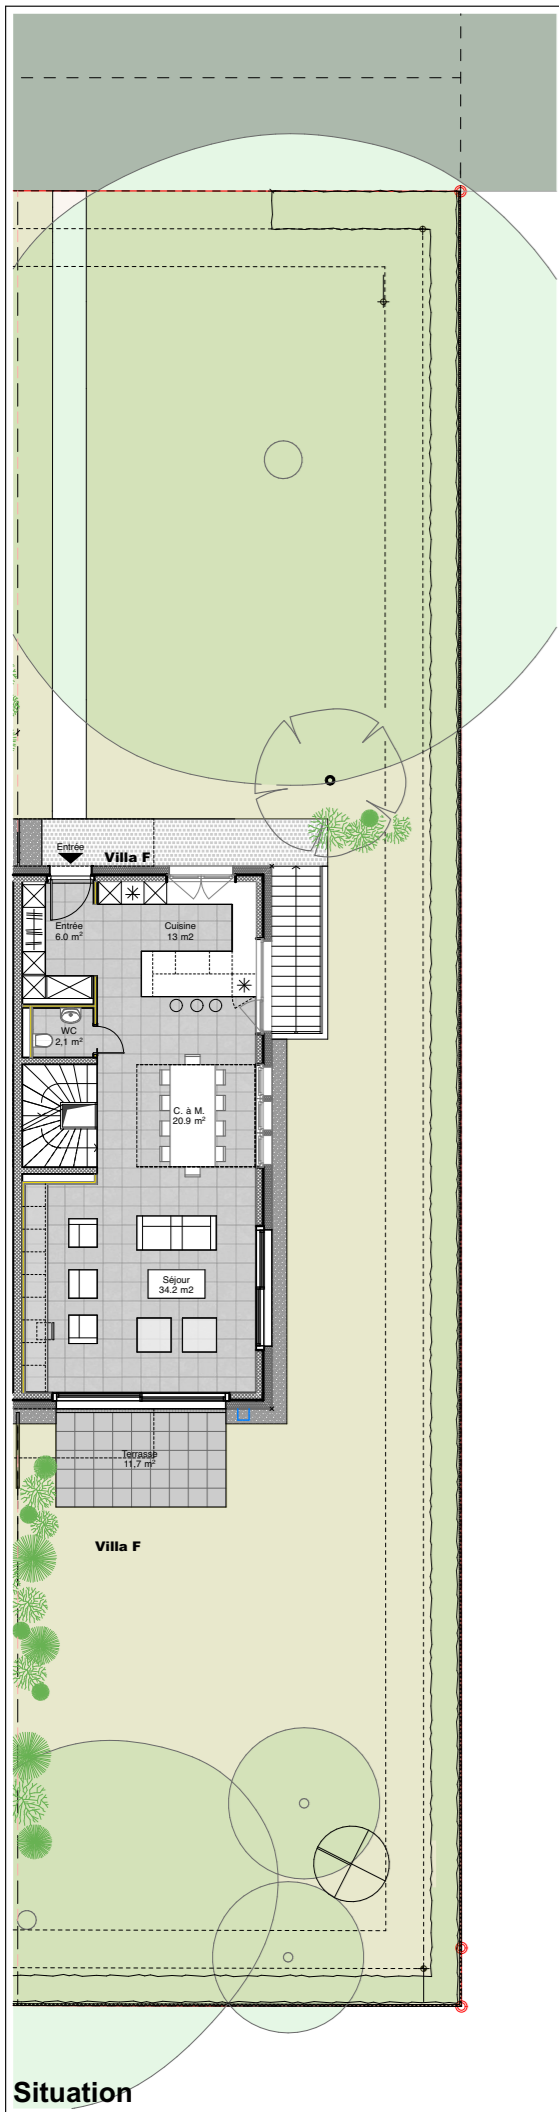 Entrée
Villa F
Entrée
6.0 m²
Cuisine
13 m2
WC
2,1 m²
C. à M.
20.9 m²
Séjour
34.2 m2
Terrasse
11,7 m²
Villa F
Situation